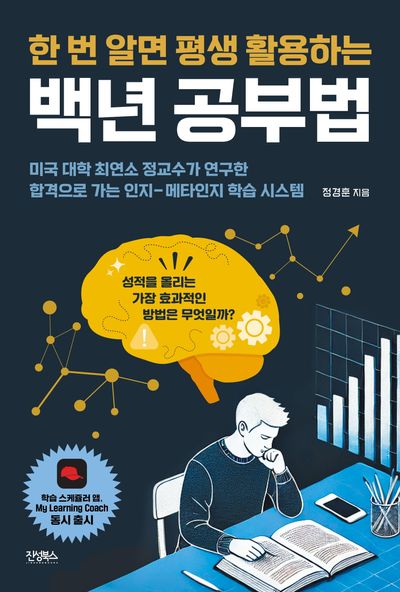 한 번 알면 평생 활용하는
백년 공부법
미국 대학 최연소 정교수가 연구한
합격으로 가는 인지-메타인지 학습 시스템
정경훈 지음
성적을 올리는
가장 효과적인
방법은 무엇일까?
학습 스케줄러 앱,
My Learning Coach
동시 출시
진성북스